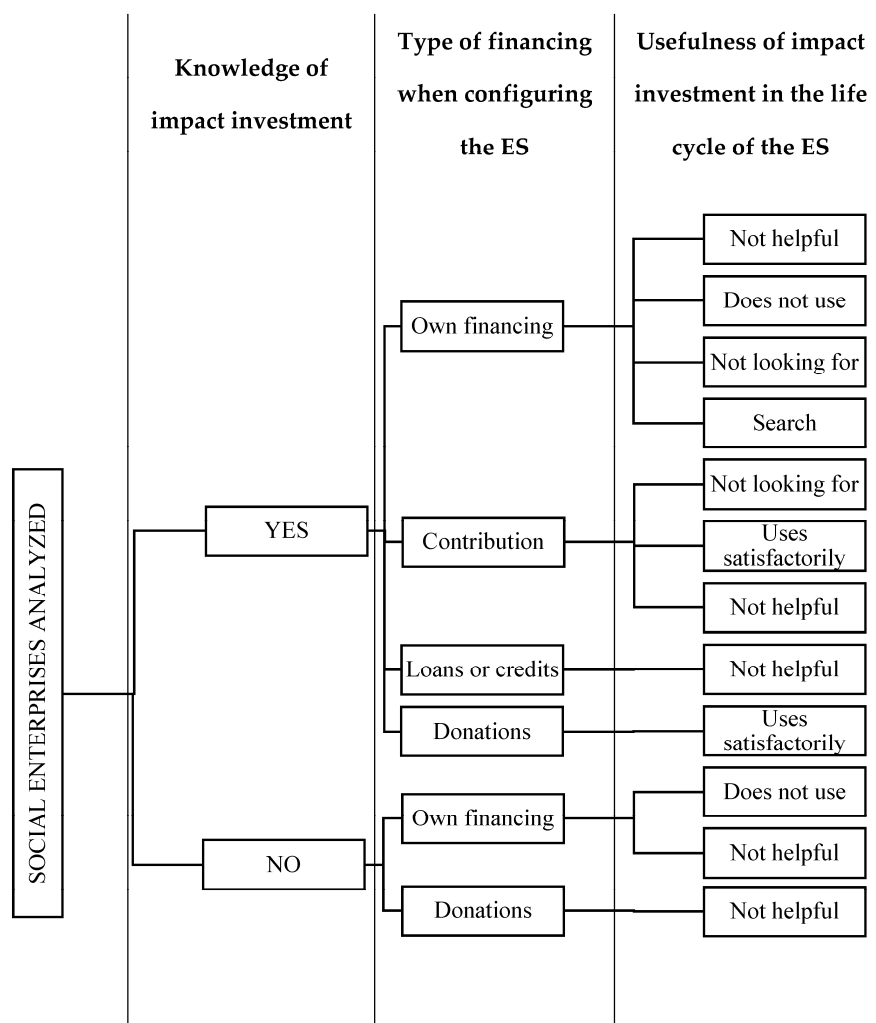 Knowledge of
impact investment
Type of financing
when configuring
the ES
Usefulness of impact
investment in the life
cycle of the ES
SOCIAL ENTERPRISES ANALYZED
YES
Own financing
Not helpful
Does not use
Not looking for
Search
Contribution
Not looking for
Uses
satisfactorily
Not helpful
Loans or credits
Not helpful
Donations
Uses
satisfactorily
NO
Own financing
Does not use
Not helpful
Donations
Not helpful